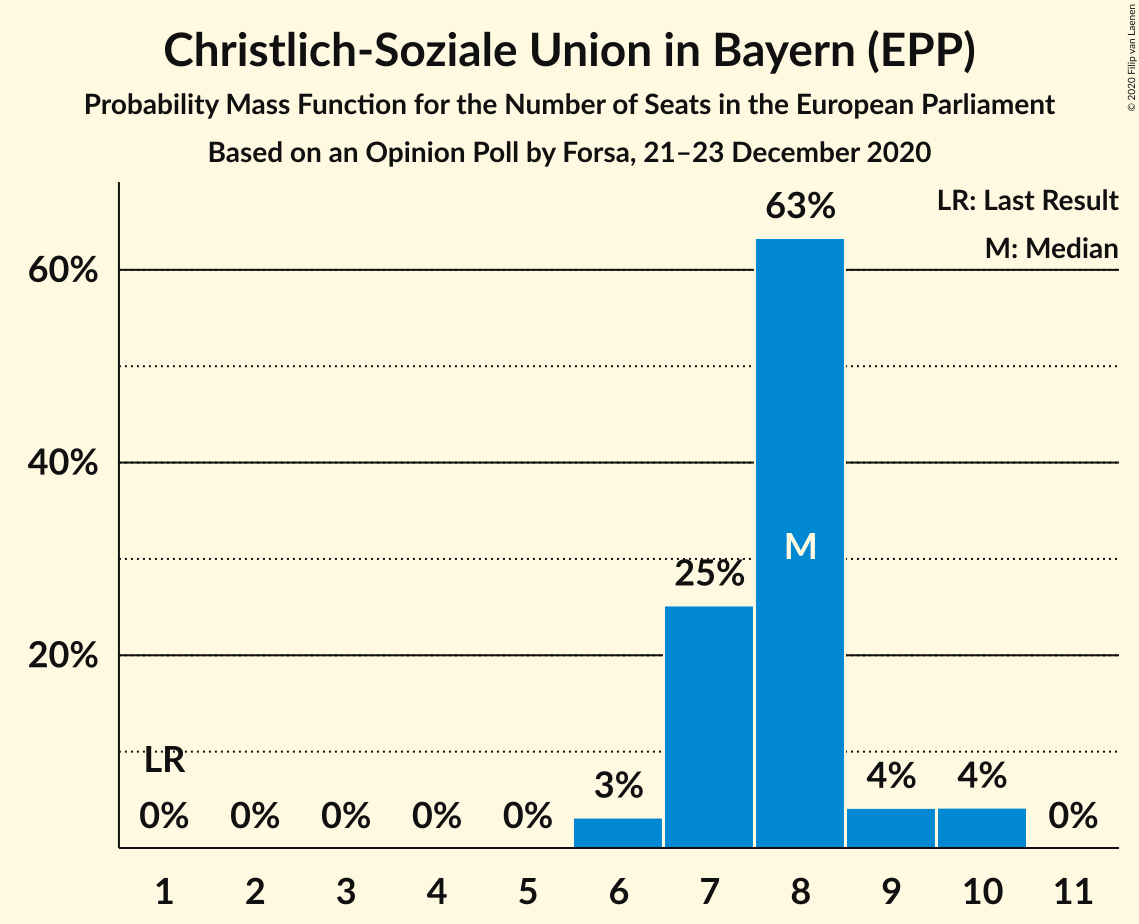 Christlich-Soziale Union in Bayern (EPP)
Probability Mass Function for the Number of Seats in the European Parliament
Based on an Opinion Poll by Forsa, 21–23 December 2020
© 2020 Filip van Laenen
LR: Last Result
M: Median
63%
60%
40%
M
25%
20%
LR
3%
4%
4%
0%
0%
0%
0%
0%
0%
1 2 3 4 5 6 7 8 9 10 11